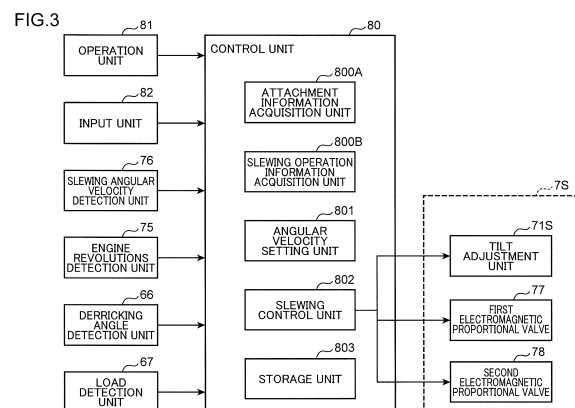 FIG.3
81
OPERATION
UNIT
82
INPUT UNIT
76
SLEWING ANGULAR
VELOCITY
DETECTION UNIT
75
ENGINE
REVOLUTIONS
DETECTION UNIT
66
DERRICKING
ANGLE
DETECTION UNIT
67
LOAD
DETECTION
UNIT
80
CONTROL UNIT
800A
ATTACHMENT
INFORMATION
ACQUISITION UNIT
800B
SLEWING OPERATION
INFORMATION
ACQUISITION UNIT
801
ANGULAR
VELOCITY
SETTING UNIT
802
SLEWING
CONTROL UNIT
803
STORAGE UNIT
7S
71S
TILT
ADJUSTMENT
UNIT
77
FIRST
ELECTROMAGNETIC
PROPORTIONAL VALVE
78
SECOND
ELECTROMAGNETIC
PROPORTIONAL VALVE